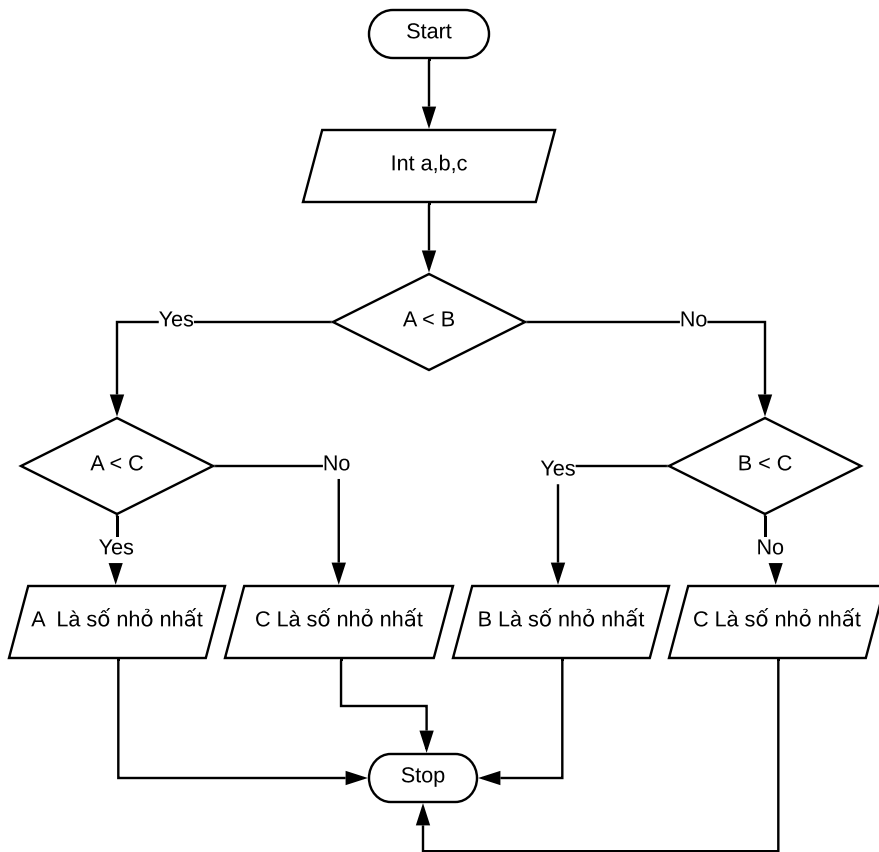 Start
Int a,b,c
A < B
Yes
No
A < C
No
Yes
B < C
Yes
No
A Là số nhỏ nhất
C Là số nhỏ nhất
B Là số nhỏ nhất
C Là số nhỏ nhất
Stop